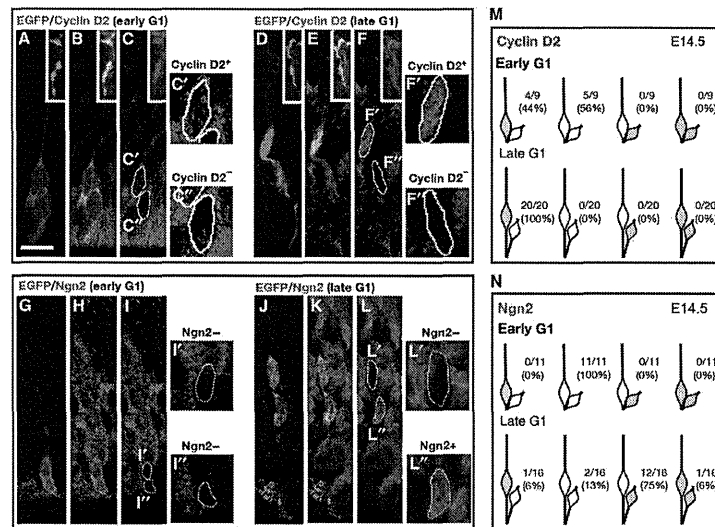 EGFP/Cyclin D2 (early G1)
A B C
Cyclin D2⁺
C'
Cyclin D2⁻
C''
C'
C''
EGFP/Cyclin D2 (late G1)
D E F
Cyclin D2⁺
F'
Cyclin D2⁻
F''
F'
F''
EGFP/Ngn2 (early G1)
G H I
Ngn2−
I'
Ngn2−
I''
I'
I''
EGFP/Ngn2 (late G1)
J K L
Ngn2−
L'
Ngn2+
L''
L'
L''
M
Cyclin D2 E14.5
Early G1
4/9 5/9 0/9 0/9
(44%) (56%) (0%) (0%)
Late G1
20/20 0/20 0/20 0/20
(100%) (0%) (0%) (0%)
N
Ngn2 E14.5
Early G1
0/11 11/11 0/11 0/11
(0%) (100%) (0%) (0%)
Late G1
1/16 2/16 12/16 1/16
(6%) (13%) (75%) (6%)